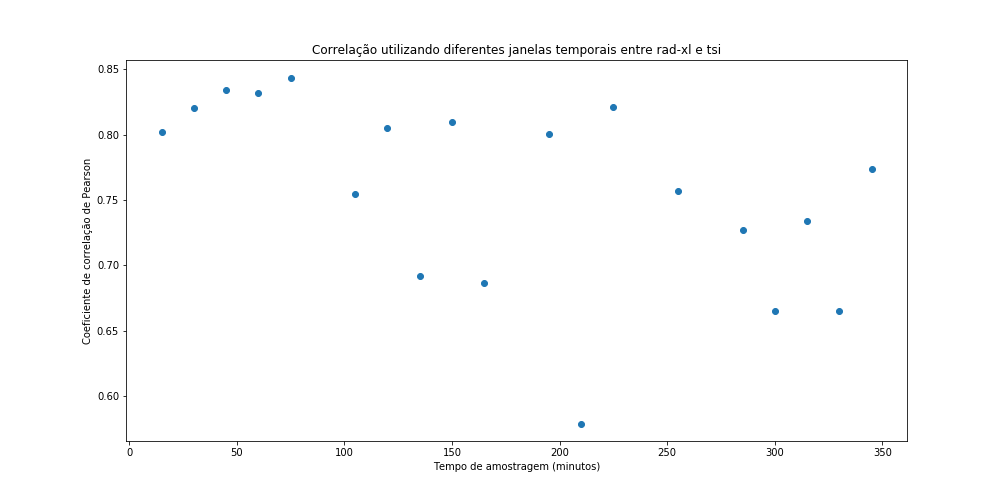 Correlação utilizando diferentes janelas temporais entre rad-xl e tsi
0.85
0.80
0.75
0.70
0.65
0.60
Coeficiente de correlação de Pearson
0 50 100 150 200 250 300 350
Tempo de amostragem (minutos)